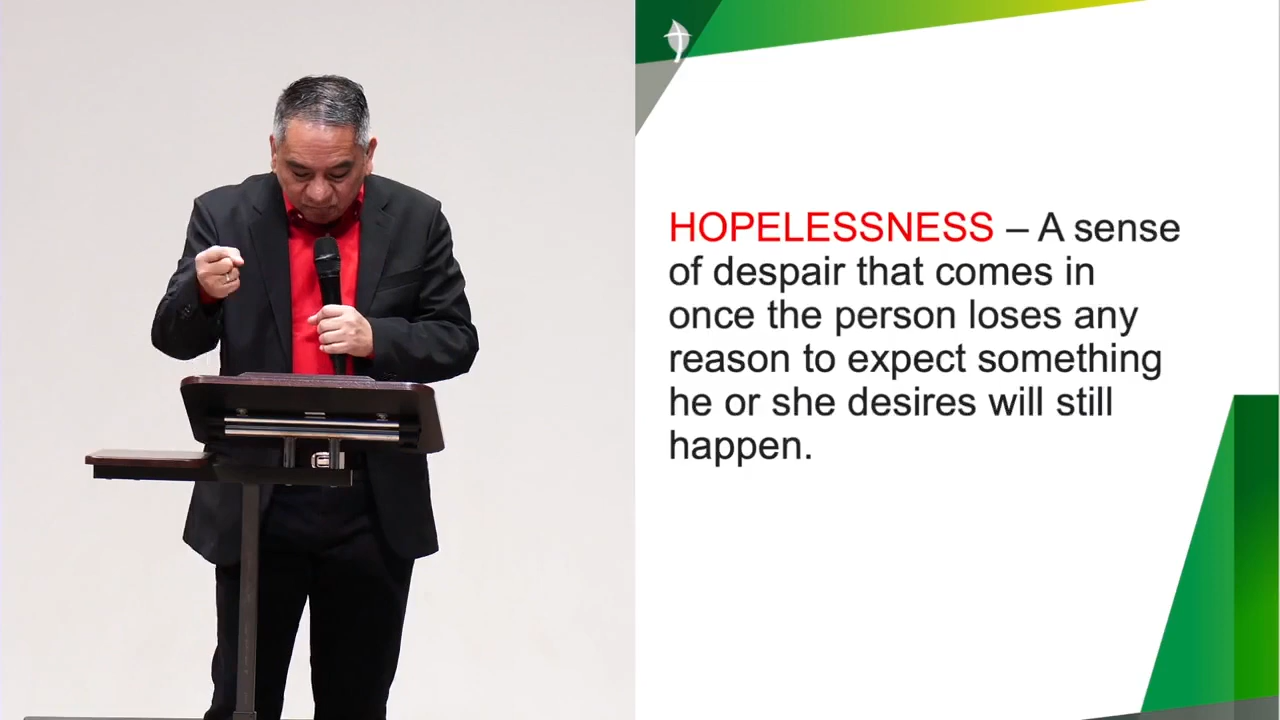 HOPELESSNESS – A sense
of despair that comes in
once the person loses any
reason to expect something
he or she desires will still
happen.